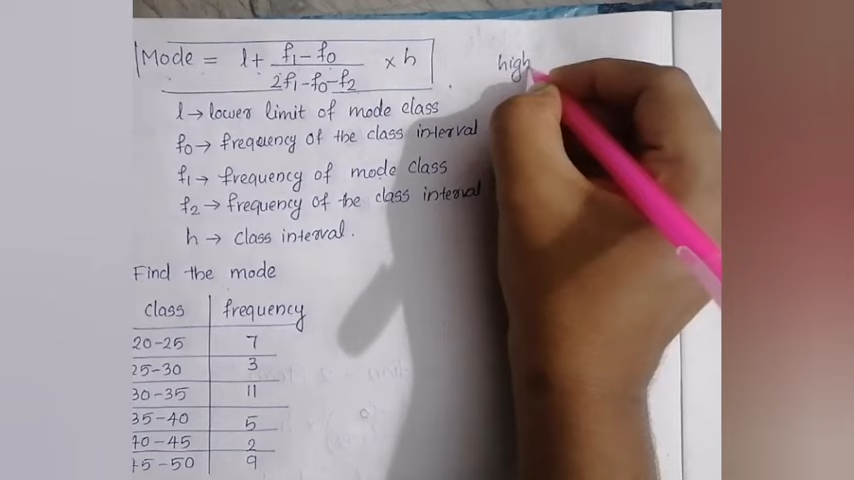 Mode = l + f₁-f₀ / 2f₁-f₀-f₂ × h
high
l → lower limit of mode class
f₀ → frequency of the class interval
f₁ → frequency of mode class
f₂ → frequency of the class interval
h → class interval.
Find the mode
class frequency
20-25 7
25-30 3
30-35 11
35-40 5
40-45 2
45-50 9